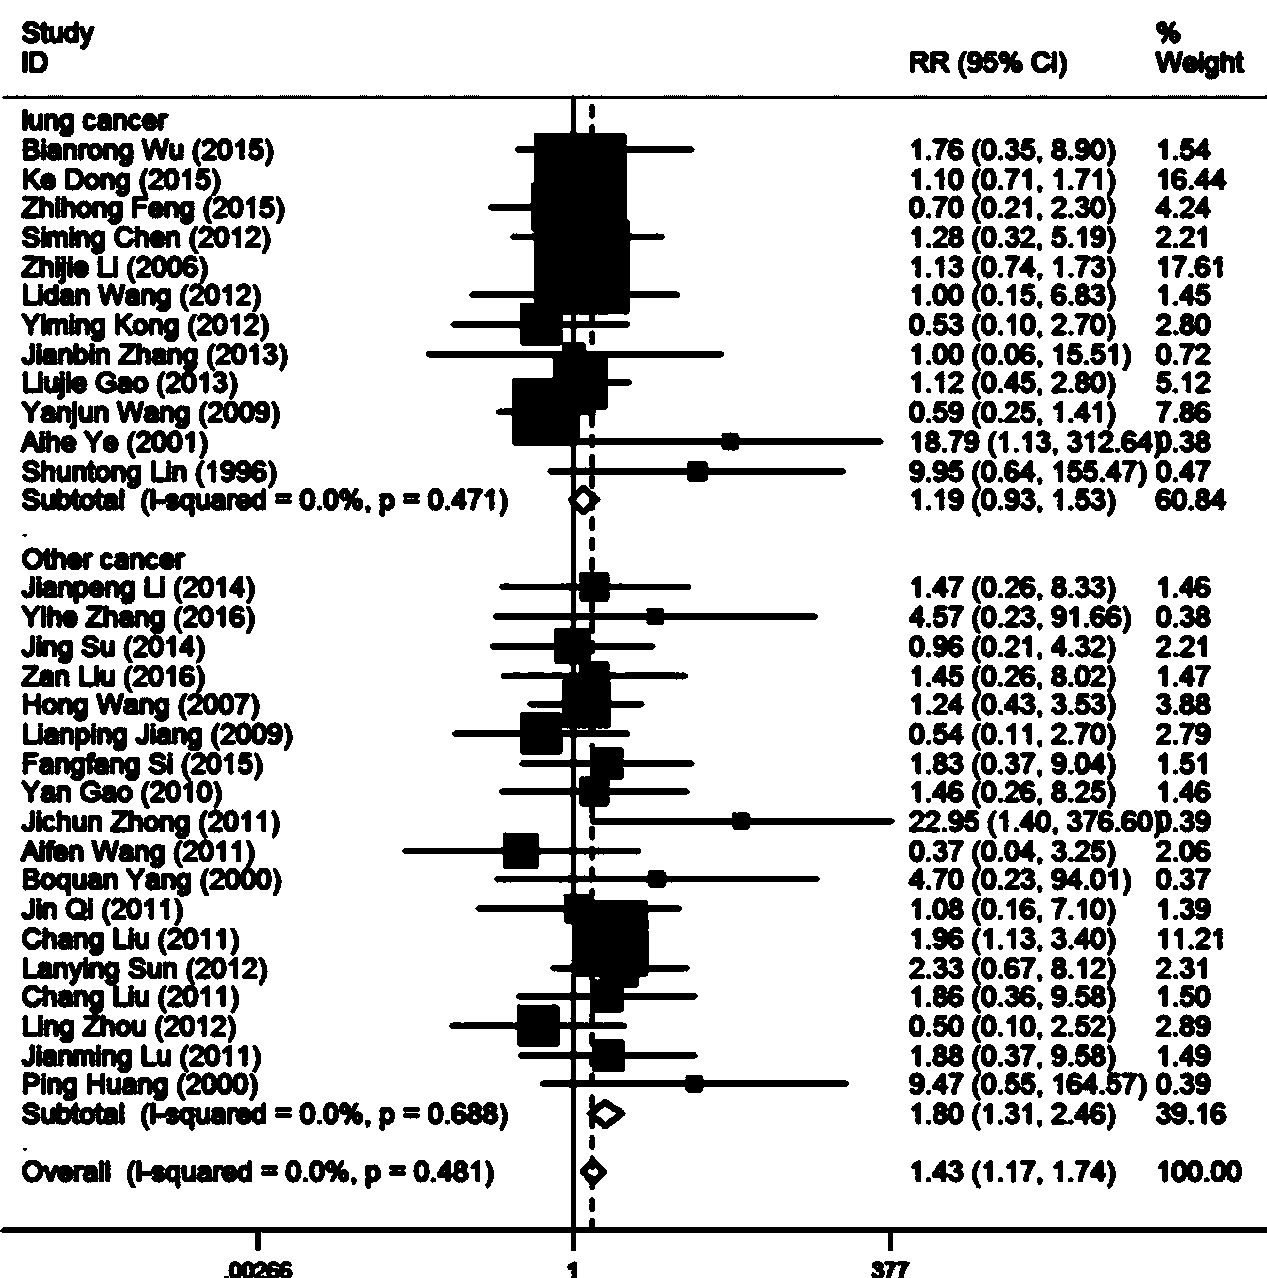 Study %
ID RR (95% CI) Weight
lung cancer
Bianrong Wu (2015) 1.76 (0.35, 8.90) 1.54
Ke Dong (2015) 1.10 (0.71, 1.71) 16.44
Zhihong Feng (2015) 0.70 (0.21, 2.30) 4.24
Siming Chen (2012) 1.28 (0.32, 5.19) 2.21
Zhijie Li (2006) 1.13 (0.74, 1.73) 17.61
Lidan Wang (2012) 1.00 (0.15, 6.83) 1.45
Yiming Kong (2012) 0.53 (0.10, 2.70) 2.80
Jianbin Zhang (2013) 1.00 (0.06, 15.51) 0.72
Liujie Gao (2013) 1.12 (0.45, 2.80) 5.12
Yanjun Wang (2009) 0.59 (0.25, 1.41) 7.86
Aihe Ye (2001) 18.79 (1.13, 312.64) 0.38
Shuntong Lin (1996) 9.95 (0.64, 155.47) 0.47
Subtotal (I-squared = 0.0%, p = 0.471) 1.19 (0.93, 1.53) 60.84
.
Other cancer
Jianpeng Li (2014) 1.47 (0.26, 8.33) 1.46
Yihe Zhang (2016) 4.57 (0.23, 91.66) 0.38
Jing Su (2014) 0.96 (0.21, 4.32) 2.21
Zan Liu (2016) 1.45 (0.26, 8.02) 1.47
Hong Wang (2007) 1.24 (0.43, 3.53) 3.88
Lianping Jiang (2009) 0.54 (0.11, 2.70) 2.79
Fangfang Si (2015) 1.83 (0.37, 9.04) 1.51
Yan Gao (2010) 1.46 (0.26, 8.25) 1.46
Jichun Zhong (2011) 22.95 (1.40, 376.60) 0.39
Aifen Wang (2011) 0.37 (0.04, 3.25) 2.06
Boquan Yang (2000) 4.70 (0.23, 94.01) 0.37
Jin Qi (2011) 1.08 (0.16, 7.10) 1.39
Chang Liu (2011) 1.96 (1.13, 3.40) 11.21
Lanying Sun (2012) 2.33 (0.67, 8.12) 2.31
Chang Liu (2011) 1.86 (0.36, 9.58) 1.50
Ling Zhou (2012) 0.50 (0.10, 2.52) 2.89
Jianming Lu (2011) 1.88 (0.37, 9.58) 1.49
Ping Huang (2000) 9.47 (0.55, 164.57) 0.39
Subtotal (I-squared = 0.0%, p = 0.688) 1.80 (1.31, 2.46) 39.16
.
Overall (I-squared = 0.0%, p = 0.481) 1.43 (1.17, 1.74) 100.00
.00266 1 377